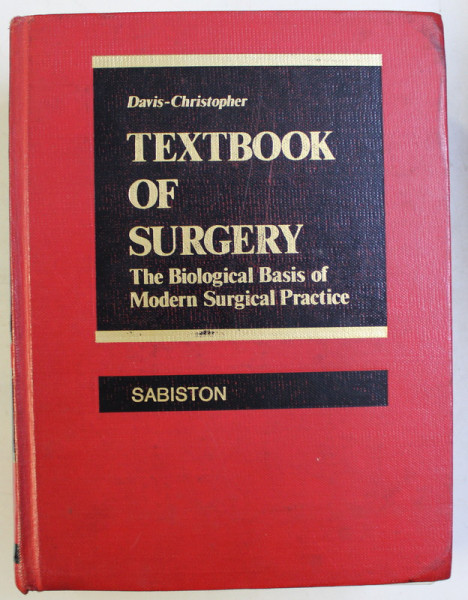 Davis-Christopher
TEXTBOOK
OF
SURGERY
The Biological Basis of
Modern Surgical Practice
SABISTON